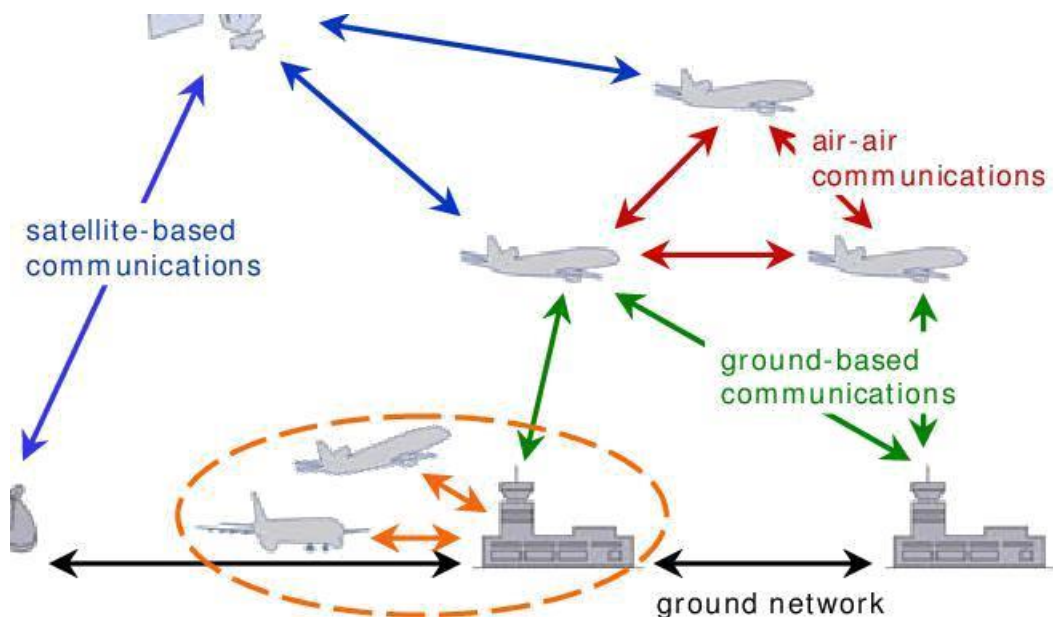 air-air
communications
satellite-based
communications
ground-based
communications
ground network